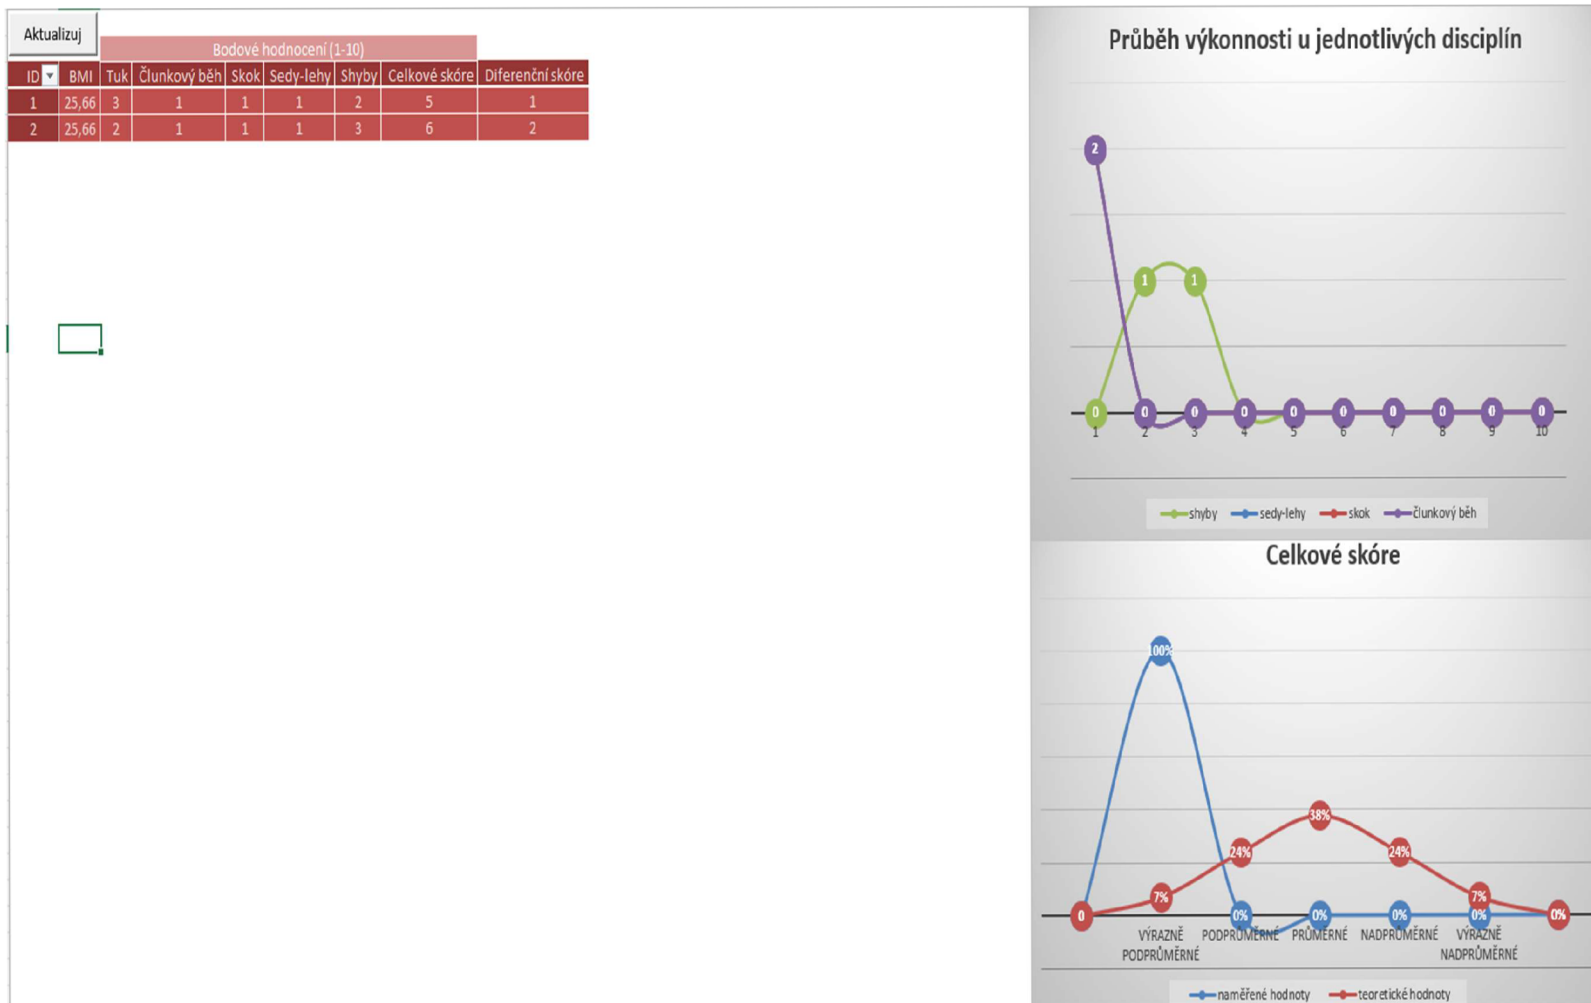 Aktualizuj
Bodové hodnocení (1-10)
ID BMI Tuk Člunkový běh Skok Sedy-lehy Shyby Celkové skóre Diferenční skóre
1 25,66 3 1 1 1 2 5 1
2 25,66 2 1 1 1 3 6 2
Průběh výkonnosti u jednotlivých disciplín
2
1 1
0 0 0 0 0 0 0 0 0 0
1 2 3 4 5 6 7 8 9 10
shyby sedy-lehy skok člunkový běh
Celkové skóre
100%
38%
24% 24%
7% 7%
0 0% 0% 0% 0% 0%
VÝRAZNĚ PODPRŮMĚRNÉ PRŮMĚRNÉ NADPRŮMĚRNÉ VÝRAZNĚ
PODPRŮMĚRNÉ NADPRŮMĚRNÉ
naměřené hodnoty teoretické hodnoty